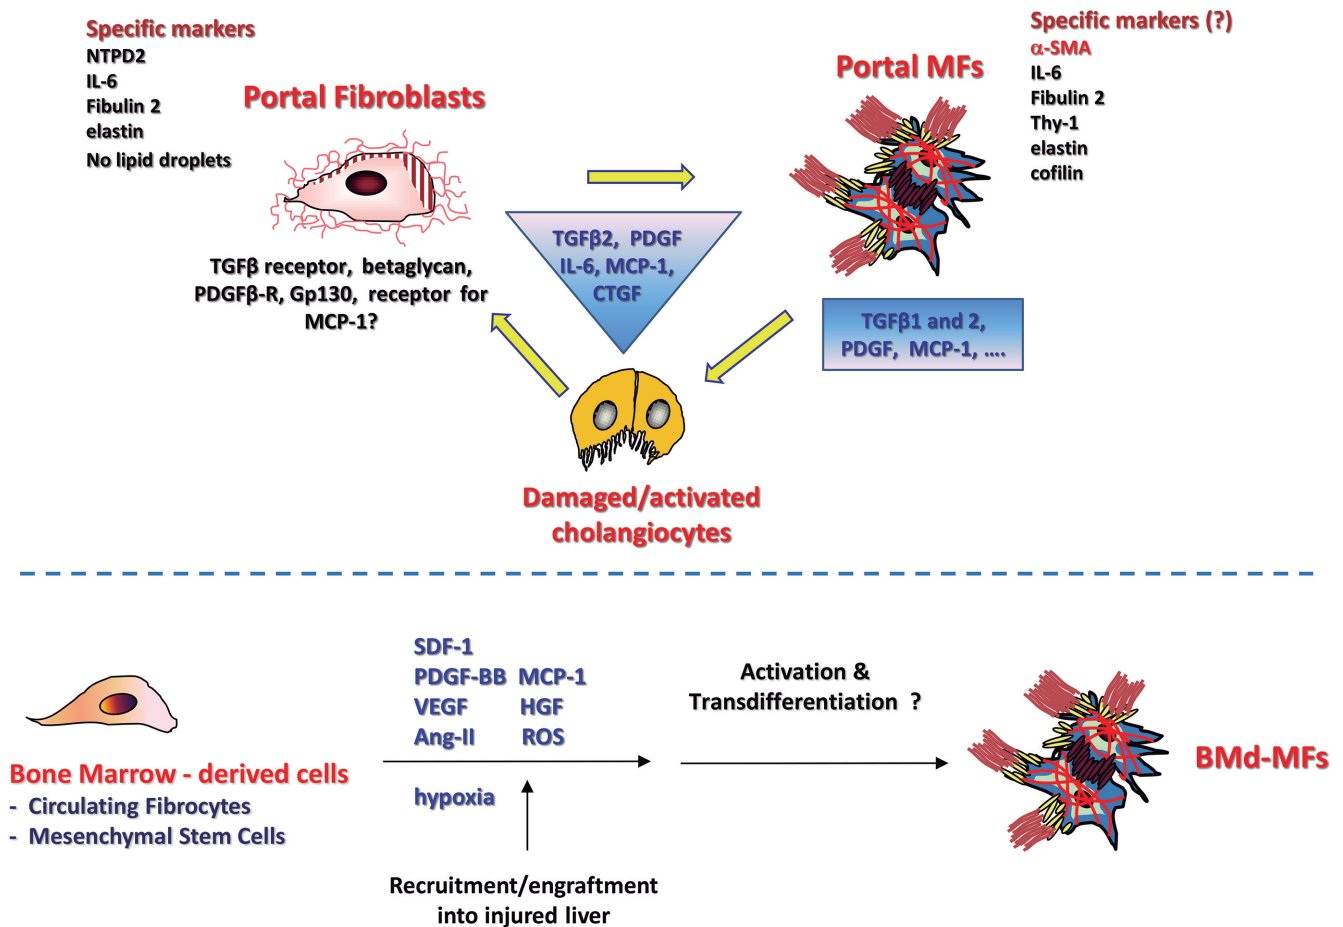 Specific markers
NTPD2
IL-6
Fibulin 2
elastin
No lipid droplets
Portal Fibroblasts
TGFβ receptor, betaglycan,
PDGFβ-R, Gp130, receptor for
MCP-1?
TGFβ2, PDGF
IL-6, MCP-1,
CTGF
Portal MFs
Specific markers (?)
α-SMA
IL-6
Fibulin 2
Thy-1
elastin
cofilin
TGFβ1 and 2,
PDGF, MCP-1, ....
Damaged/activated
cholangiocytes
Bone Marrow - derived cells
- Circulating Fibrocytes
- Mesenchymal Stem Cells
SDF-1
PDGF-BB MCP-1
VEGF HGF
Ang-II ROS
hypoxia
Recruitment/engraftment
into injured liver
Activation &
Transdifferentiation ?
BMd-MFs